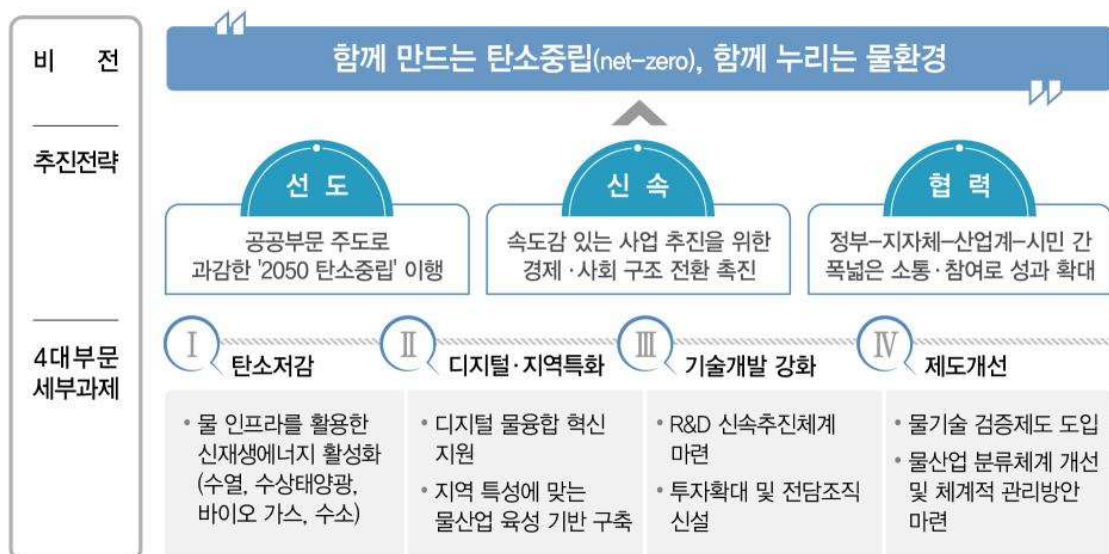 비 전
“
함께 만드는 탄소중립(net-zero), 함께 누리는 물환경
”
추진전략
선 도
공공부문 주도로
과감한 '2050 탄소중립' 이행
신 속
속도감 있는 사업 추진을 위한
경제·사회 구조 전환 촉진
협 력
정부-지자체-산업계-시민 간
폭넓은 소통·참여로 성과 확대
4대부문
세부과제
Ⅰ 탄소저감
• 물 인프라를 활용한
신재생에너지 활성화
(수열, 수상태양광,
바이오 가스, 수소)
Ⅱ 디지털·지역특화
• 디지털 물융합 혁신
지원
• 지역 특성에 맞는
물산업 육성 기반 구축
Ⅲ 기술개발 강화
• R&D 신속추진체계
마련
• 투자확대 및 전담조직
신설
Ⅳ 제도개선
• 물기술 검증제도 도입
• 물산업 분류체계 개선
및 체계적 관리방안
마련